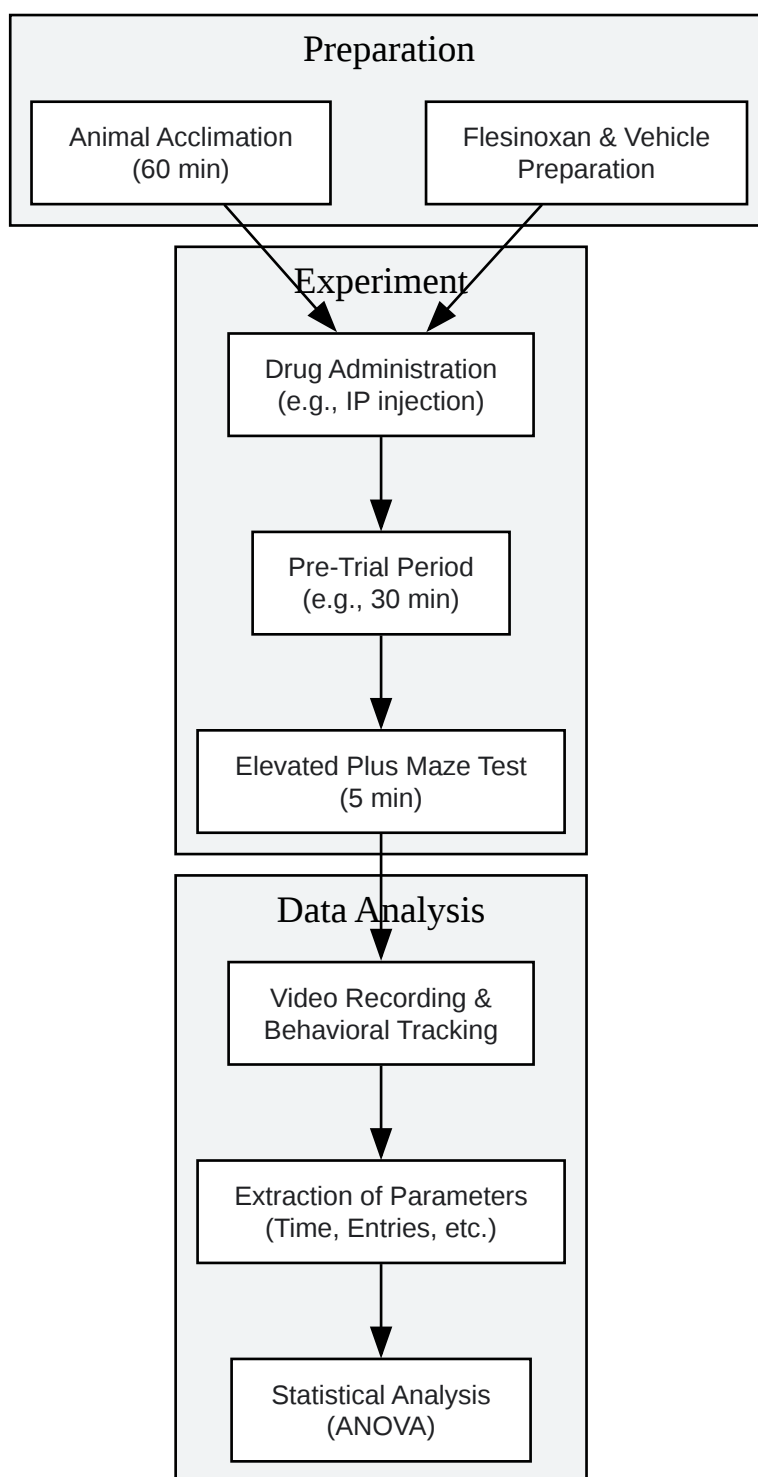 Preparation
Animal Acclimation
(60 min)
Flesinoxan & Vehicle
Preparation
Experiment
Drug Administration
(e.g., IP injection)
Pre-Trial Period
(e.g., 30 min)
Elevated Plus Maze Test
(5 min)
Data Analysis
Video Recording &
Behavioral Tracking
Extraction of Parameters
(Time, Entries, etc.)
Statistical Analysis
(ANOVA)